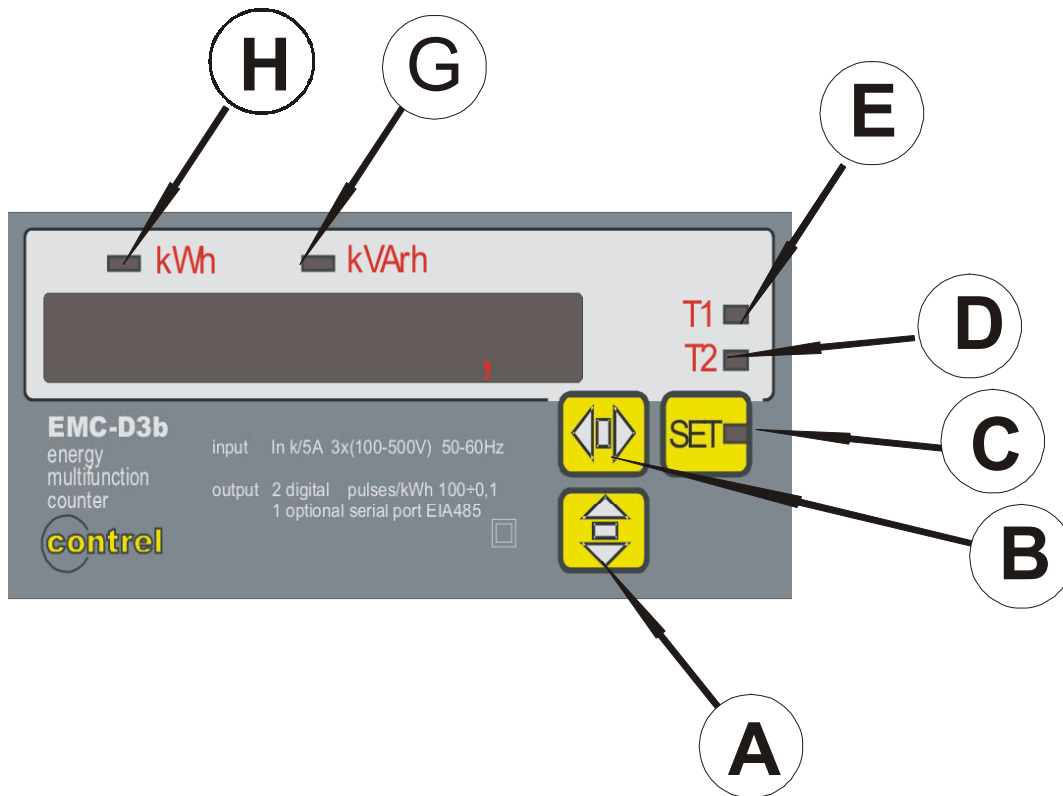 H
G
E
kWh
kVArh
T1
D
T2
,
EMC-D3b
energy
multifunction
counter
input In k/5A 3x(100-500V) 50-60Hz
SET
C
output 2 digital pulses/kWh 100÷0,1
1 optional serial port EIA485
contrel
B
A